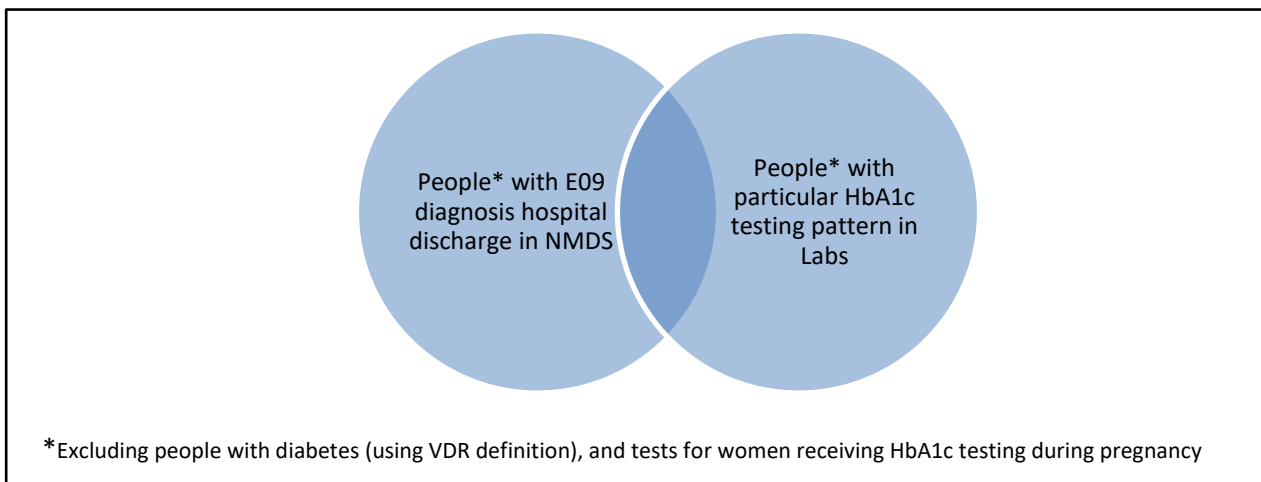 People* with E09
diagnosis hospital
discharge in NMDS
People* with
particular HbA1c
testing pattern in
Labs
*Excluding people with diabetes (using VDR definition), and tests for women receiving HbA1c testing during pregnancy